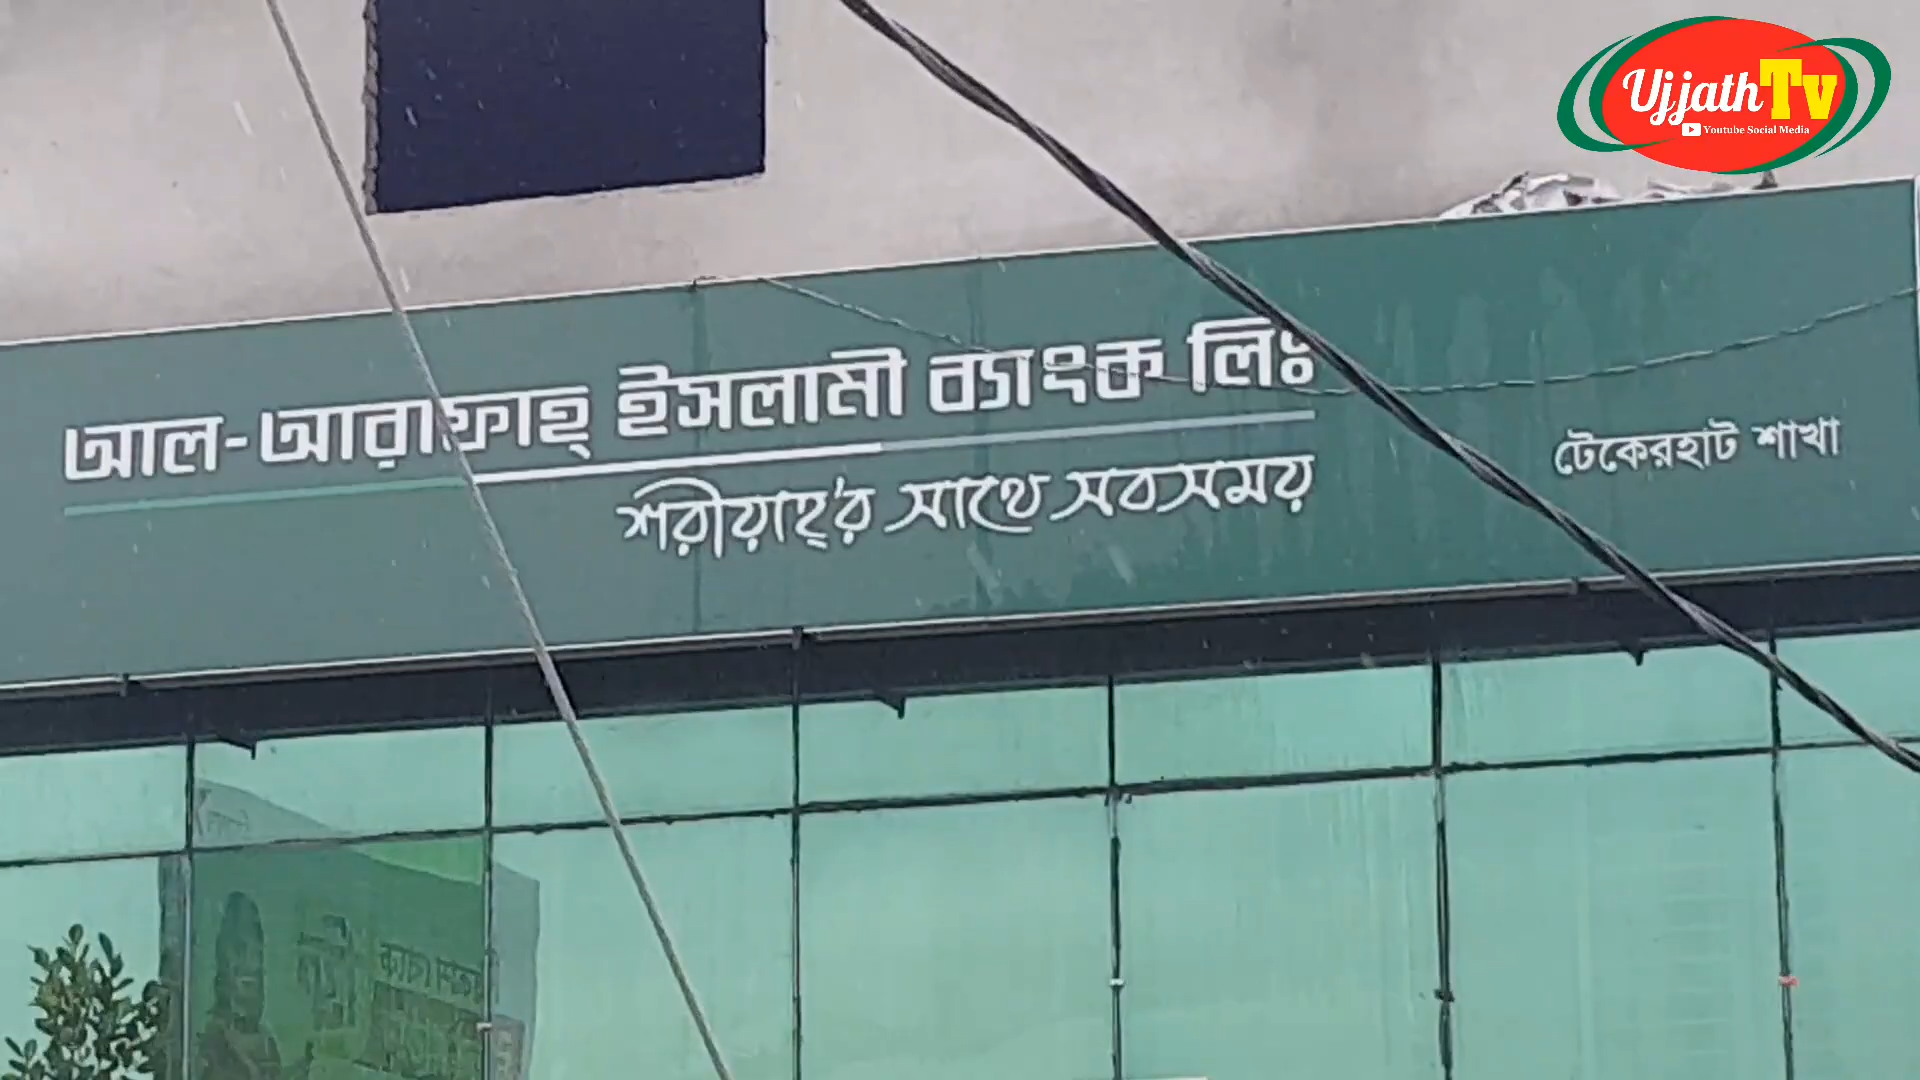 Ujjath Tv
Youtube Social Media
আল-আরাফাহ্ ইসলামী ব্যাংক লিঃ
শরীয়াহ্'র সাথে সবসময়
টেকেরহাট শাখা